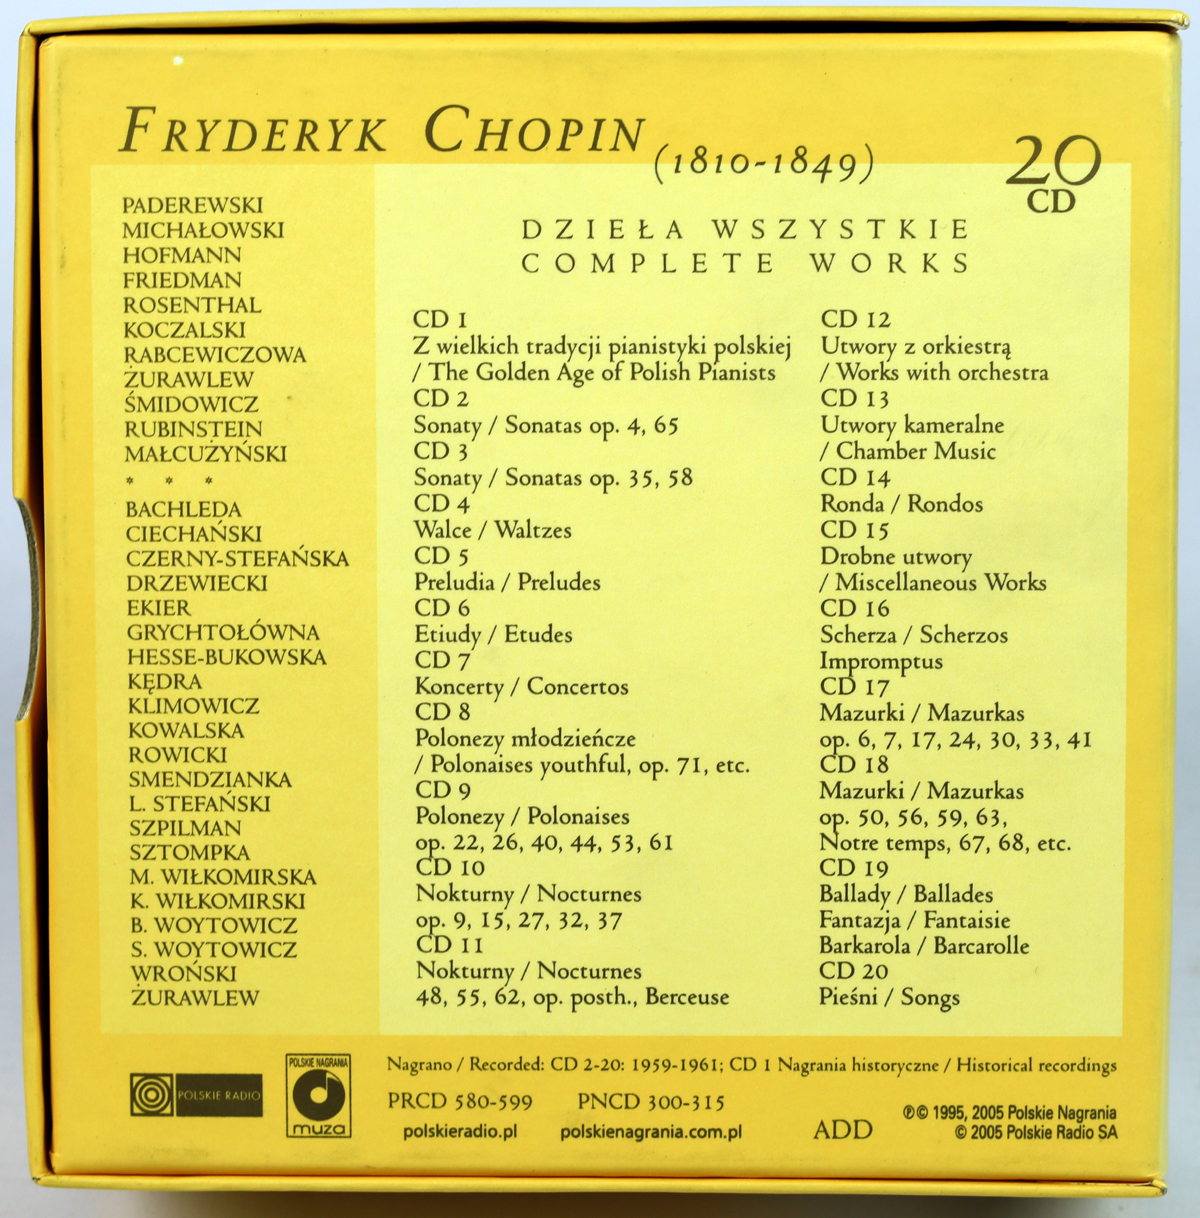 FRYDERYK CHOPIN (1810-1849)
20
CD
PADEREWSKI
MICHAŁOWSKI
HOFMANN
FRIEDMAN
ROSENTHAL
KOCZALSKI
RABCEWICZOWA
ŻURAWLEW
ŚMIDOWICZ
RUBINSTEIN
MAŁCUŻYŃSKI
* * *
BACHLEDA
CIECHAŃSKI
CZERNY-STEFAŃSKA
DRZEWIECKI
EKIER
GRYCHTOŁÓWNA
HESSE-BUKOWSKA
KĘDRA
KLIMOWICZ
KOWALSKA
ROWICKI
SMENDZIANKA
L. STEFAŃSKI
SZPILMAN
SZTOMPKA
M. WIŁKOMIRSKA
K. WIŁKOMIRSKI
B. WOYTOWICZ
S. WOYTOWICZ
WROŃSKI
ŻURAWLEW
DZIEŁA WSZYSTKIE
COMPLETE WORKS
CD 1
Z wielkich tradycji pianistyki polskiej
/ The Golden Age of Polish Pianists
CD 2
Sonaty / Sonatas op. 4, 65
CD 3
Sonaty / Sonatas op. 35, 58
CD 4
Walce / Waltzes
CD 5
Preludia / Preludes
CD 6
Etiudy / Etudes
CD 7
Koncerty / Concertos
CD 8
Polonezy młodzieńcze
/ Polonaises youthful, op. 71, etc.
CD 9
Polonezy / Polonaises
op. 22, 26, 40, 44, 53, 61
CD 10
Nokturny / Nocturnes
op. 9, 15, 27, 32, 37
CD 11
Nokturny / Nocturnes
48, 55, 62, op. posth., Berceuse
CD 12
Utwory z orkiestrą
/ Works with orchestra
CD 13
Utwory kameralne
/ Chamber Music
CD 14
Ronda / Rondos
CD 15
Drobne utwory
/ Miscellaneous Works
CD 16
Scherza / Scherzos
Impromptus
CD 17
Mazurki / Mazurkas
op. 6, 7, 17, 24, 30, 33, 41
CD 18
Mazurki / Mazurkas
op. 50, 56, 59, 63,
Notre temps, 67, 68, etc.
CD 19
Ballady / Ballades
Fantazja / Fantaisie
Barkarola / Barcarolle
CD 20
Pieśni / Songs
POLSKIE RADIO
POLSKIE NAGRANIA
muza
Nagrano / Recorded: CD 2-20: 1959-1961; CD 1 Nagrania historyczne / Historical recordings
PRCD 580-599 PNCD 300-315
polskieradio.pl polskienagrania.com.pl
ADD
℗© 1995, 2005 Polskie Nagrania
© 2005 Polskie Radio SA